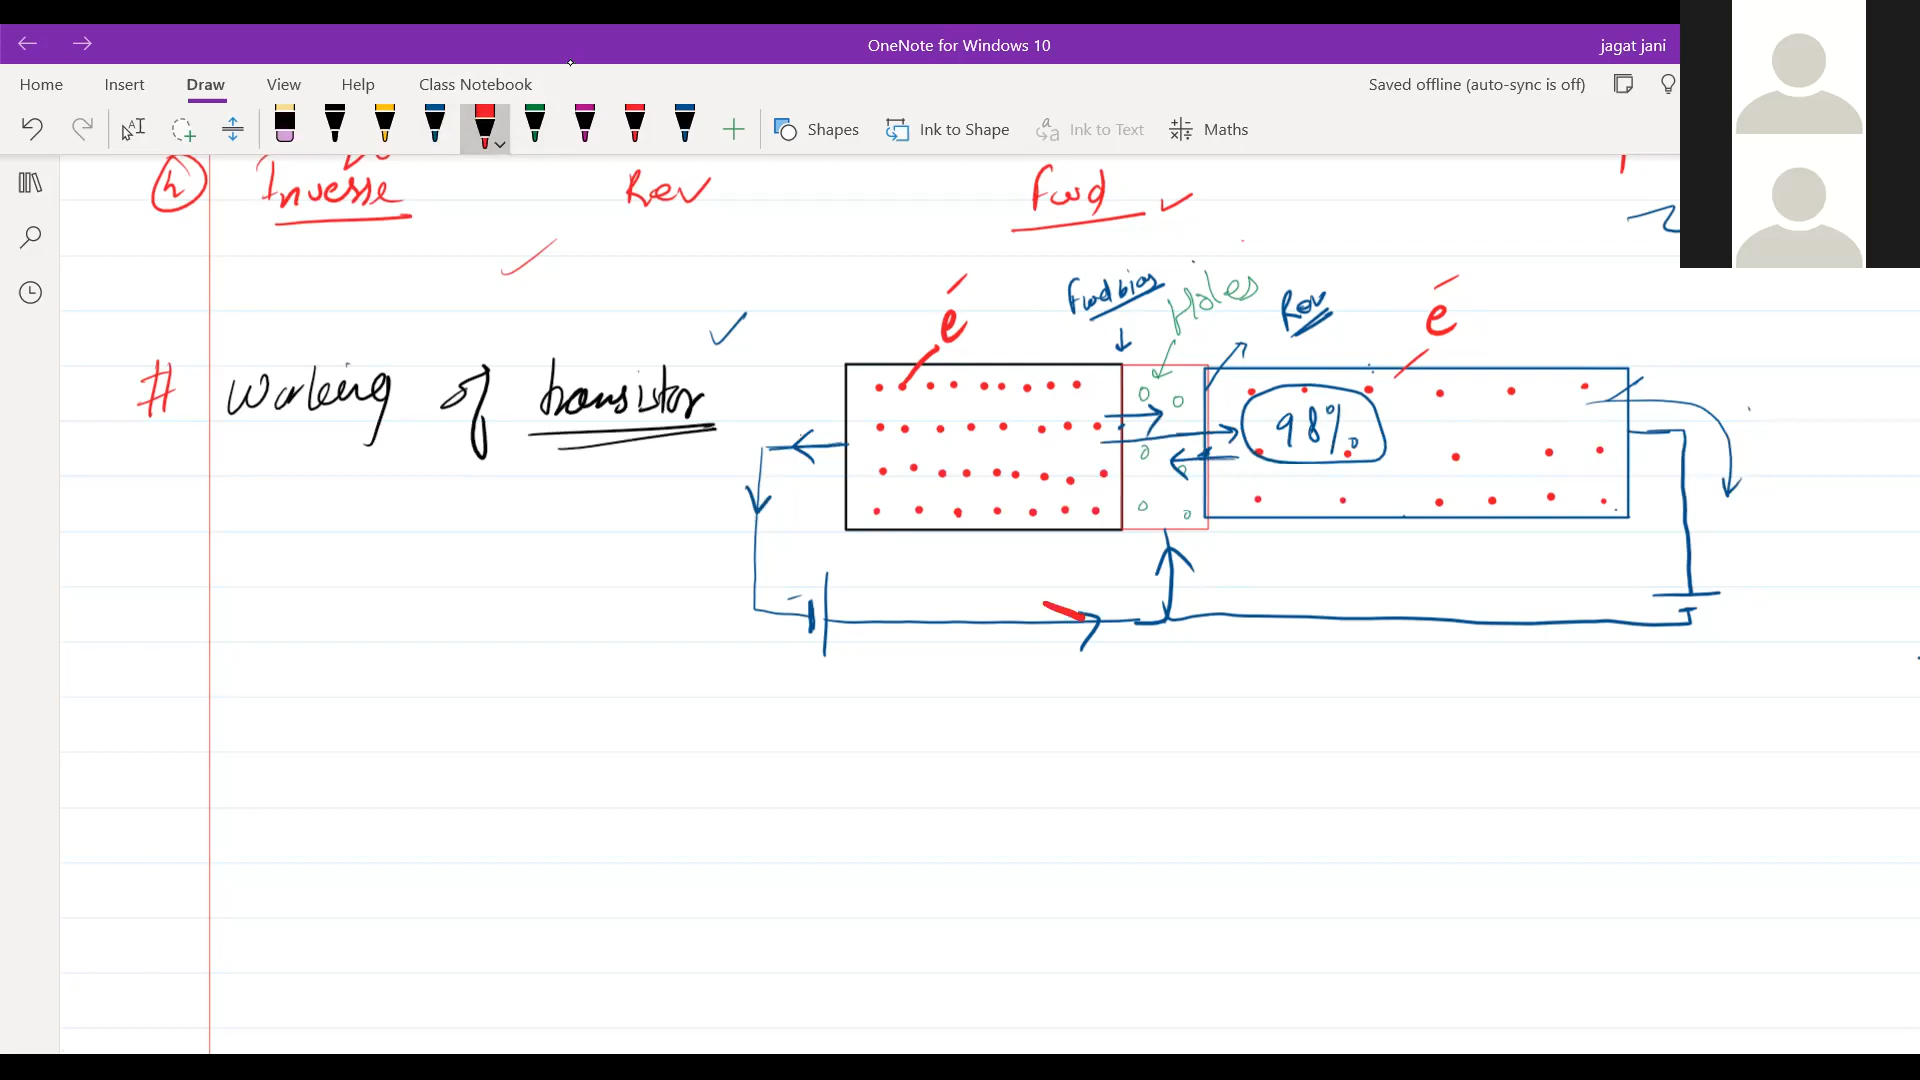 OneNote for Windows 10
jagat jani
Home Insert Draw View Help Class Notebook
Saved offline (auto-sync is off)
Shapes Ink to Shape Ink to Text Maths
Inverse Rev Fwd
# Working of transistor
é
Fwd bias
Holes
Rev
é
98%